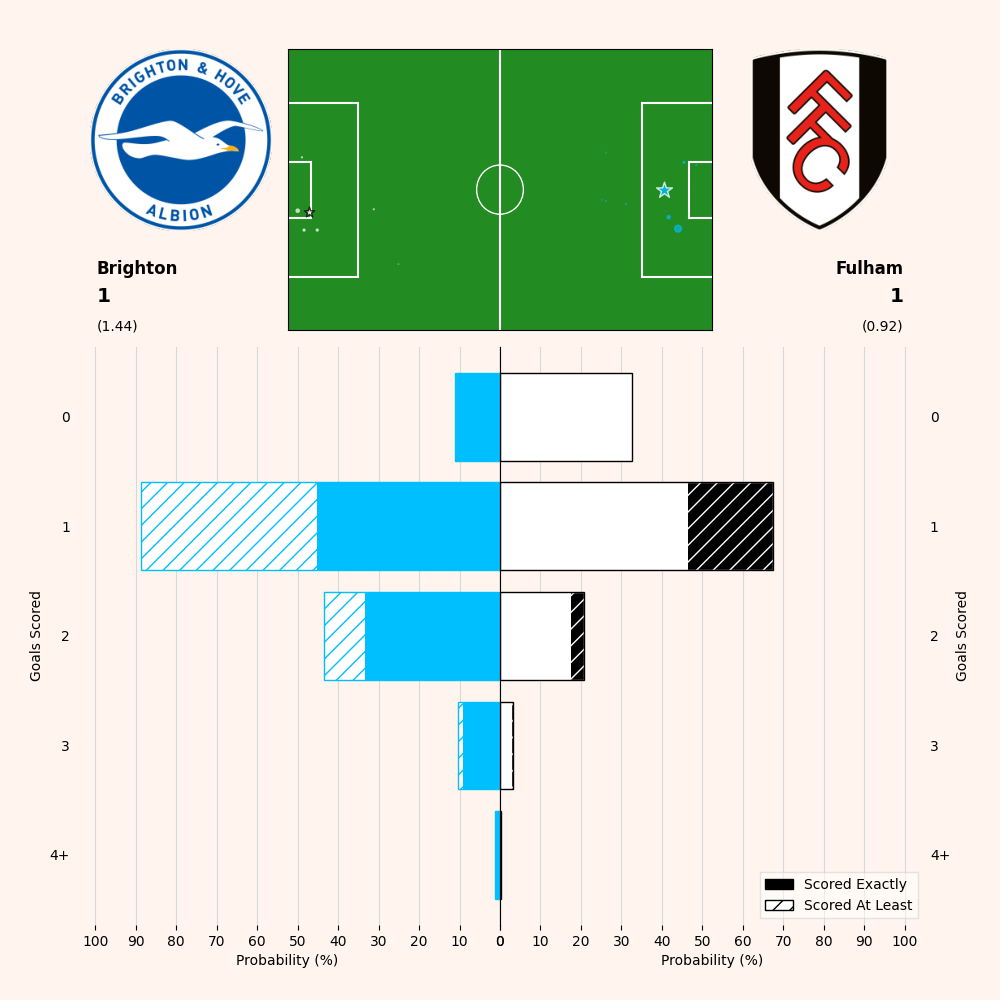 BRIGHTON & HOVE
ALBION
FFC
Brighton
1
(1.44)
Fulham
1
(0.92)
0
1
2
3
4+
Goals Scored
0
1
2
3
4+
Goals Scored
Scored Exactly
Scored At Least
100 90 80 70 60 50 40 30 20 10 0
0 10 20 30 40 50 60 70 80 90 100
Probability (%)
Probability (%)